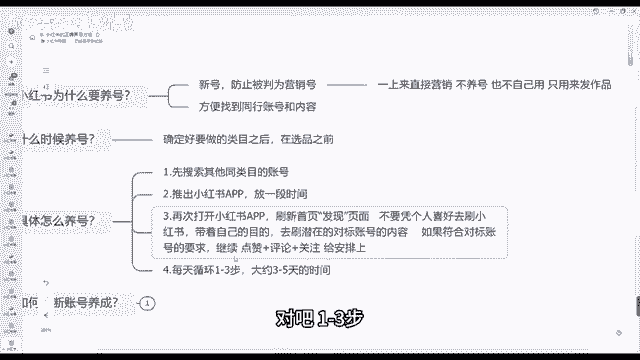 新号，防止被判为营销号
一上来直接营销 不养号 也不自己用 只用来发作品
小红书为什么要养号？
方便找到同行账号和内容
什么时候养号？
确定好要做的类目之后，在选品之前
1.先搜索其他同类目的账号
2.推出小红书APP，放一段时间
具体怎么养号？
3.再次打开小红书APP，刷新首页“发现”页面 不要凭个人喜好去刷小
红书，带着自己的目的，去刷潜在的对标账号的内容 如果符合对标账
号的要求，继续 点赞+评论+关注 给安排上
4.每天循环1-3步，大约3-5天的时间
新账号养成？
1
对吧 1-3步